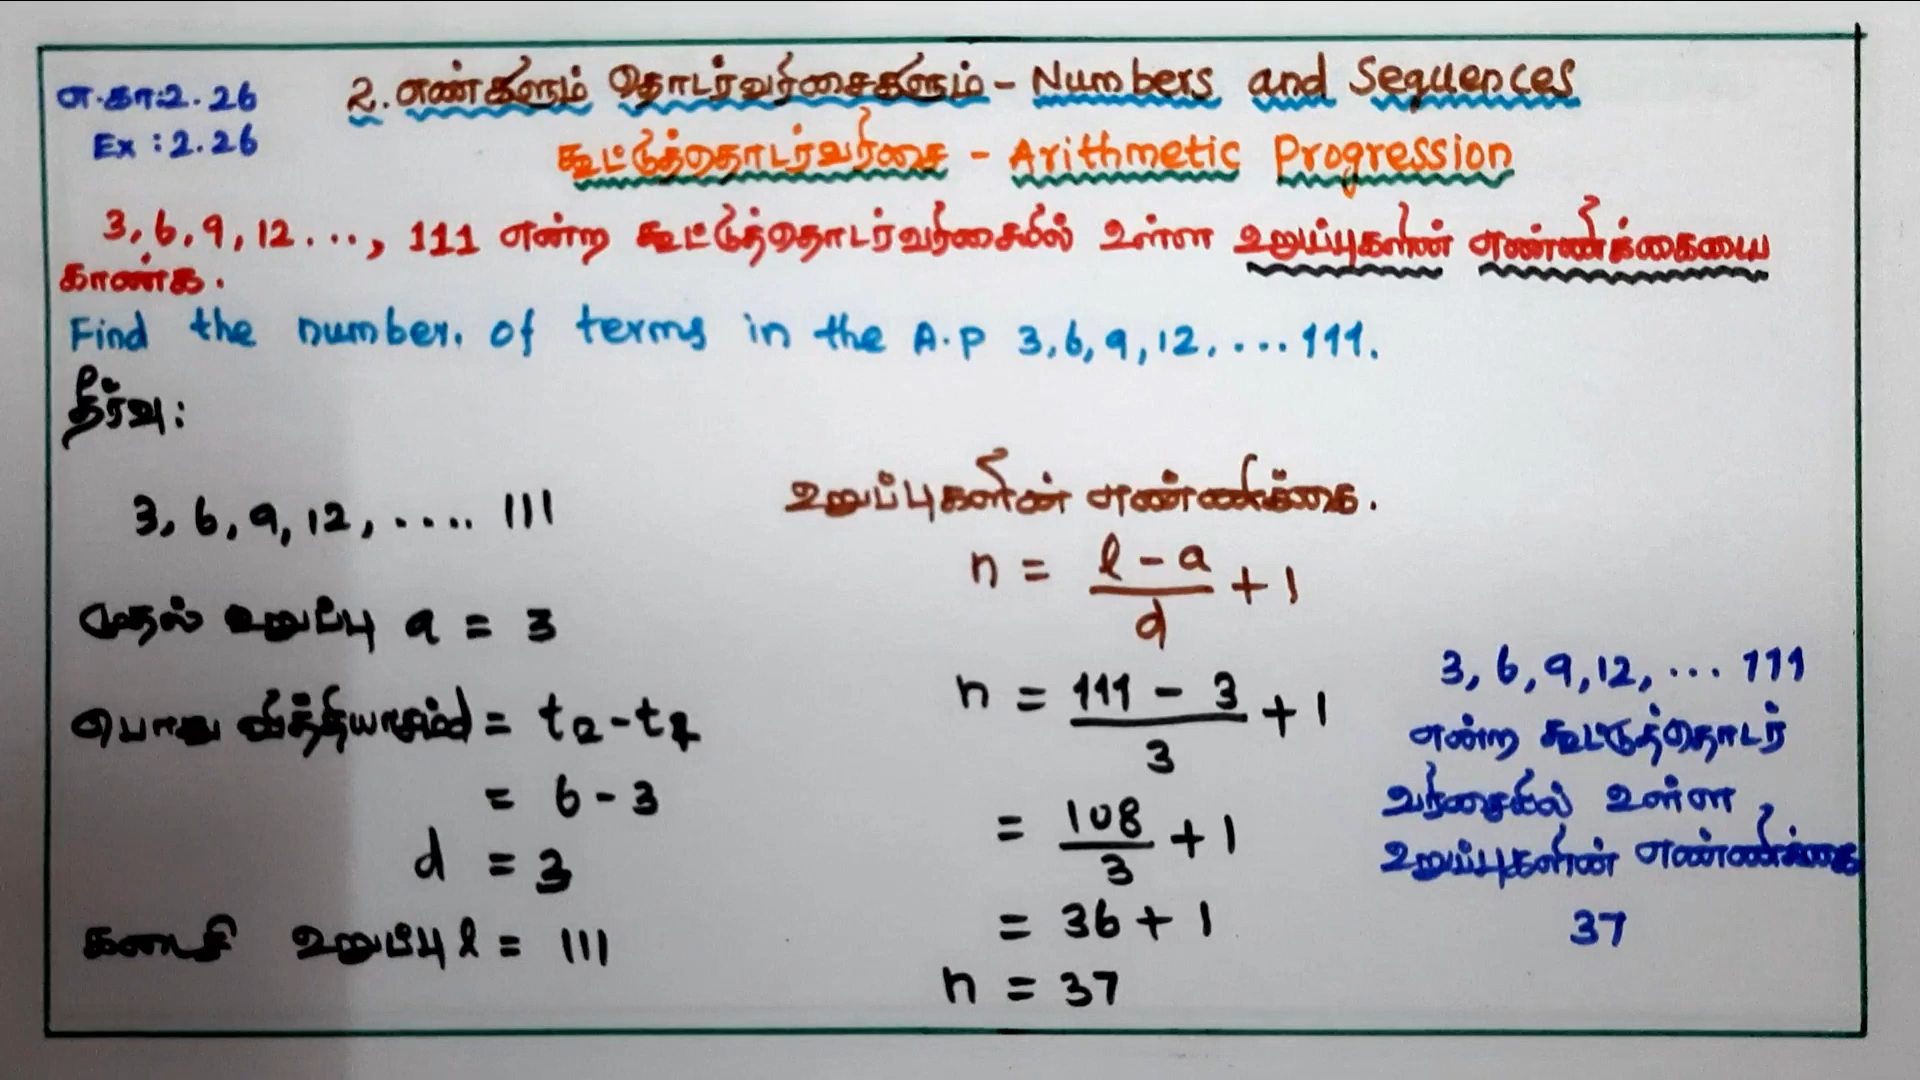 எ.கா:2.26
Ex : 2.26
2. எண்களும் தொடர்வரிசைகளும் - Numbers and Sequences
கூட்டுத்தொடர்வரிசை - Arithmetic Progression
3, 6, 9, 12 ..., 111 என்ற கூட்டுத்தொடர்வரிசையில் உள்ள உறுப்புகளின் எண்ணிக்கையை
காண்க.
Find the number. of terms in the A.P 3, 6, 9, 12, ... 111.
தீர்வு:
3, 6, 9, 12, .... 111
முதல் உறுப்பு a = 3
பொது வித்தியாசம் d = t2 - t1
= 6 - 3
d = 3
கடைசி உறுப்பு l = 111
உறுப்புகளின் எண்ணிக்கை.
n = l - a / d + 1
n = 111 - 3 / 3 + 1
= 108 / 3 + 1
= 36 + 1
n = 37
3, 6, 9, 12, ... 111
என்ற கூட்டுத்தொடர்
வரிசையில் உள்ள
உறுப்புகளின் எண்ணிக்கை
37